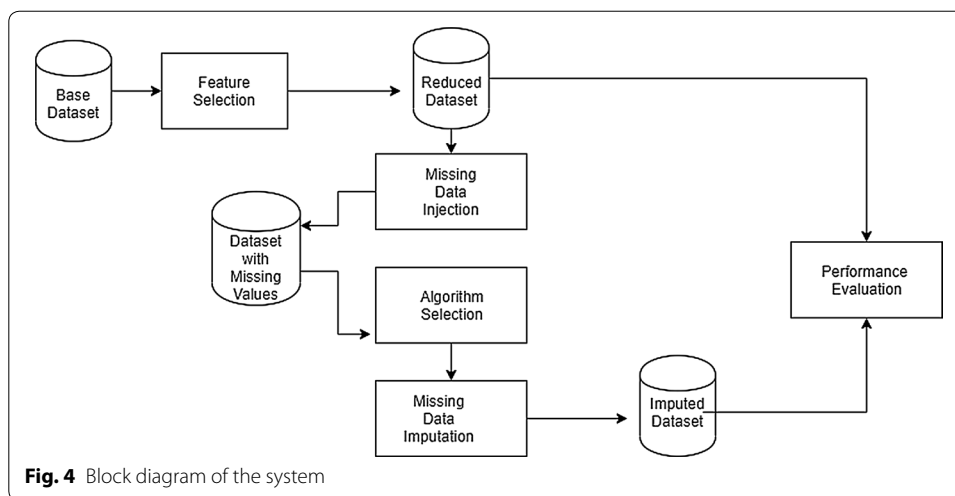 Base
Dataset
Feature
Selection
Reduced
Dataset
Missing
Data
Injection
Dataset
with
Missing
Values
Algorithm
Selection
Missing
Data
Imputation
Imputed
Dataset
Performance
Evaluation
Fig. 4 Block diagram of the system